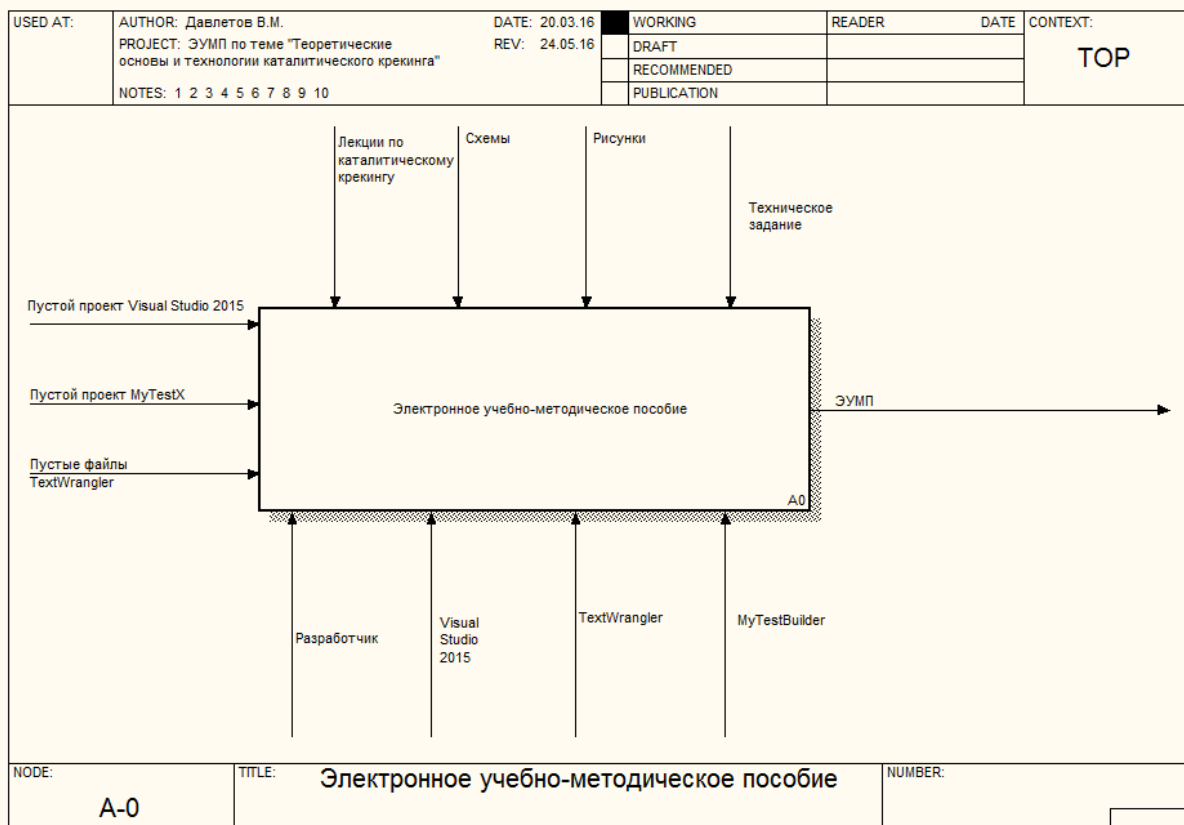 USED AT:
AUTHOR: Давлетов В.М.
DATE: 20.03.16
PROJECT: ЭУМП по теме "Теоретические
основы и технологии каталитического крекинга"
REV: 24.05.16
NOTES: 1 2 3 4 5 6 7 8 9 10
WORKING
DRAFT
RECOMMENDED
PUBLICATION
READER
DATE
CONTEXT:
TOP
Лекции по
каталитическому
крекингу
Схемы
Рисунки
Техническое
задание
Пустой проект Visual Studio 2015
Пустой проект MyTestX
Пустые файлы
TextWrangler
Электронное учебно-методическое пособие
A0
ЭУМП
Разработчик
Visual
Studio
2015
TextWrangler
MyTestBuilder
NODE:
A-0
TITLE:
Электронное учебно-методическое пособие
NUMBER: